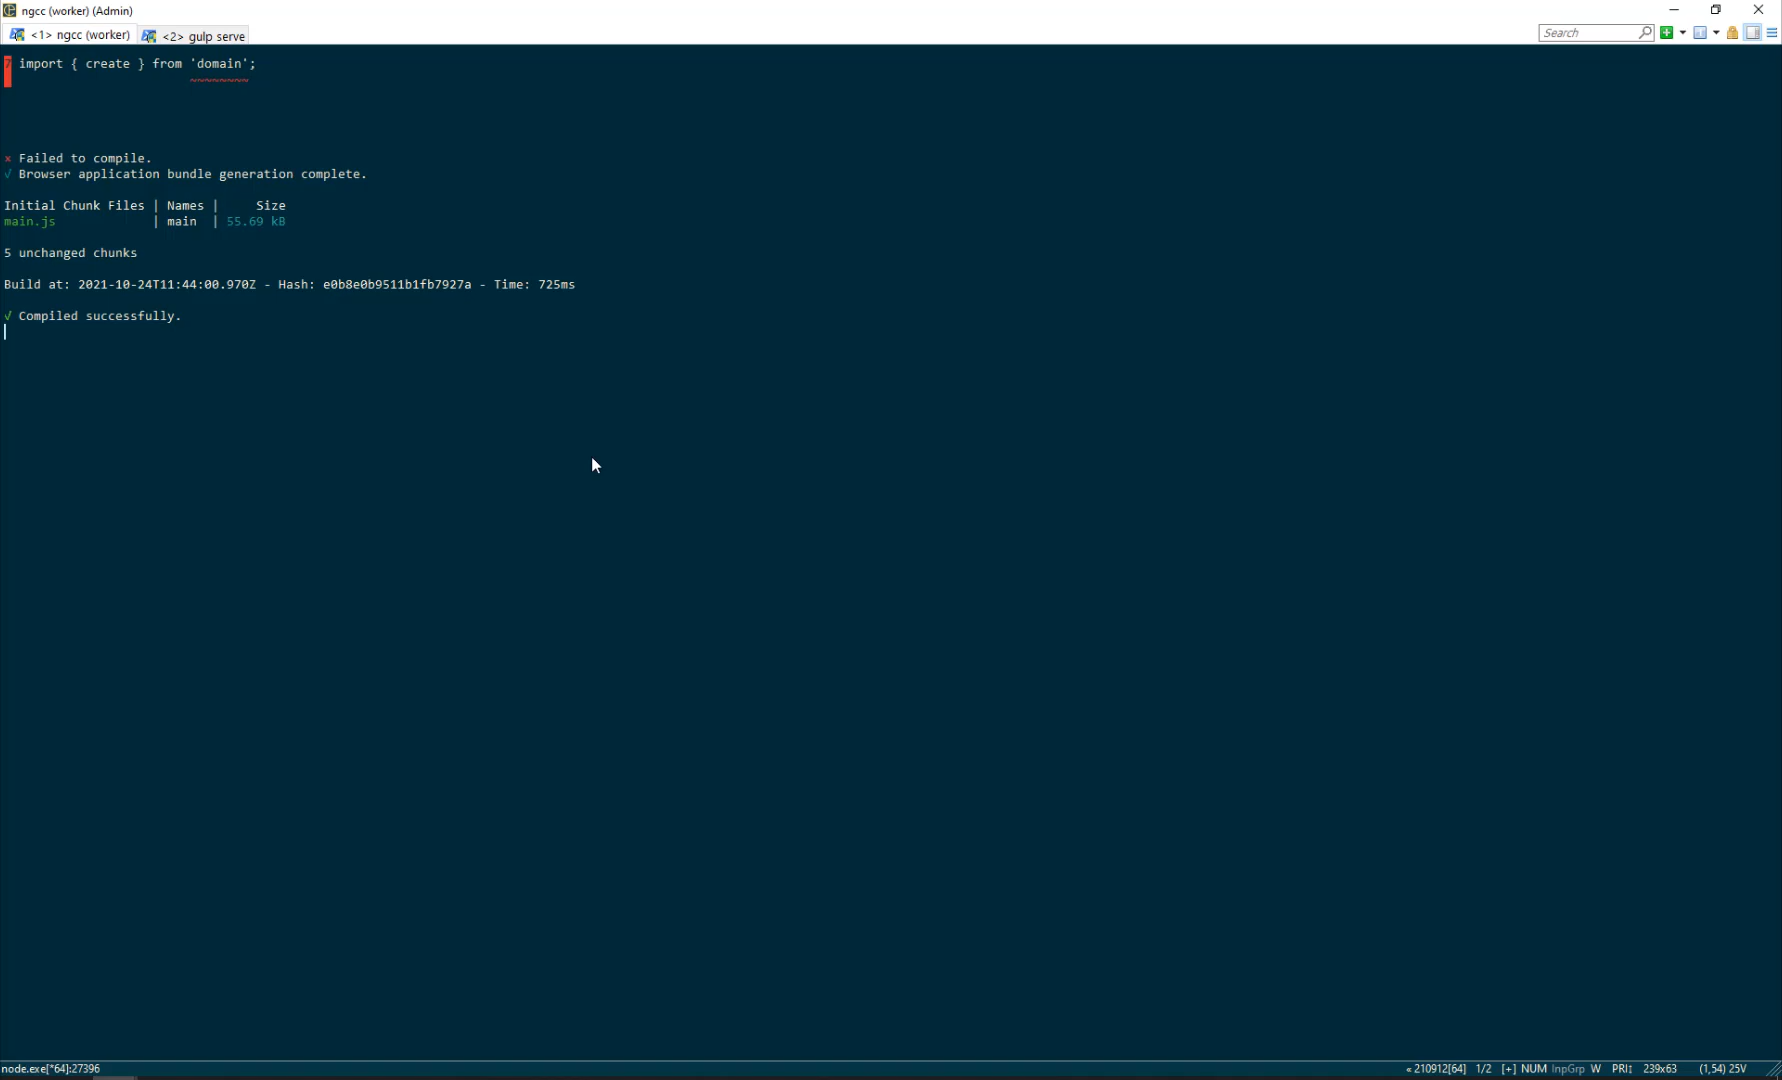 ngcc (worker) (Admin)
<1> ngcc (worker)
<2> gulp serve
Search
7 import { create } from 'domain';
~~~~~~~~
× Failed to compile.
√ Browser application bundle generation complete.
Initial Chunk Files | Names | Size
main.js | main | 55.69 kB
5 unchanged chunks
Build at: 2021-10-24T11:44:00.970Z - Hash: e0b8e0b9511b1fb7927a - Time: 725ms
√ Compiled successfully.
node.exe[*64]:27396
« 210912[64] 1/2 [+] NUM InpGrp W PRI↕ 239x63 (1,54) 25V